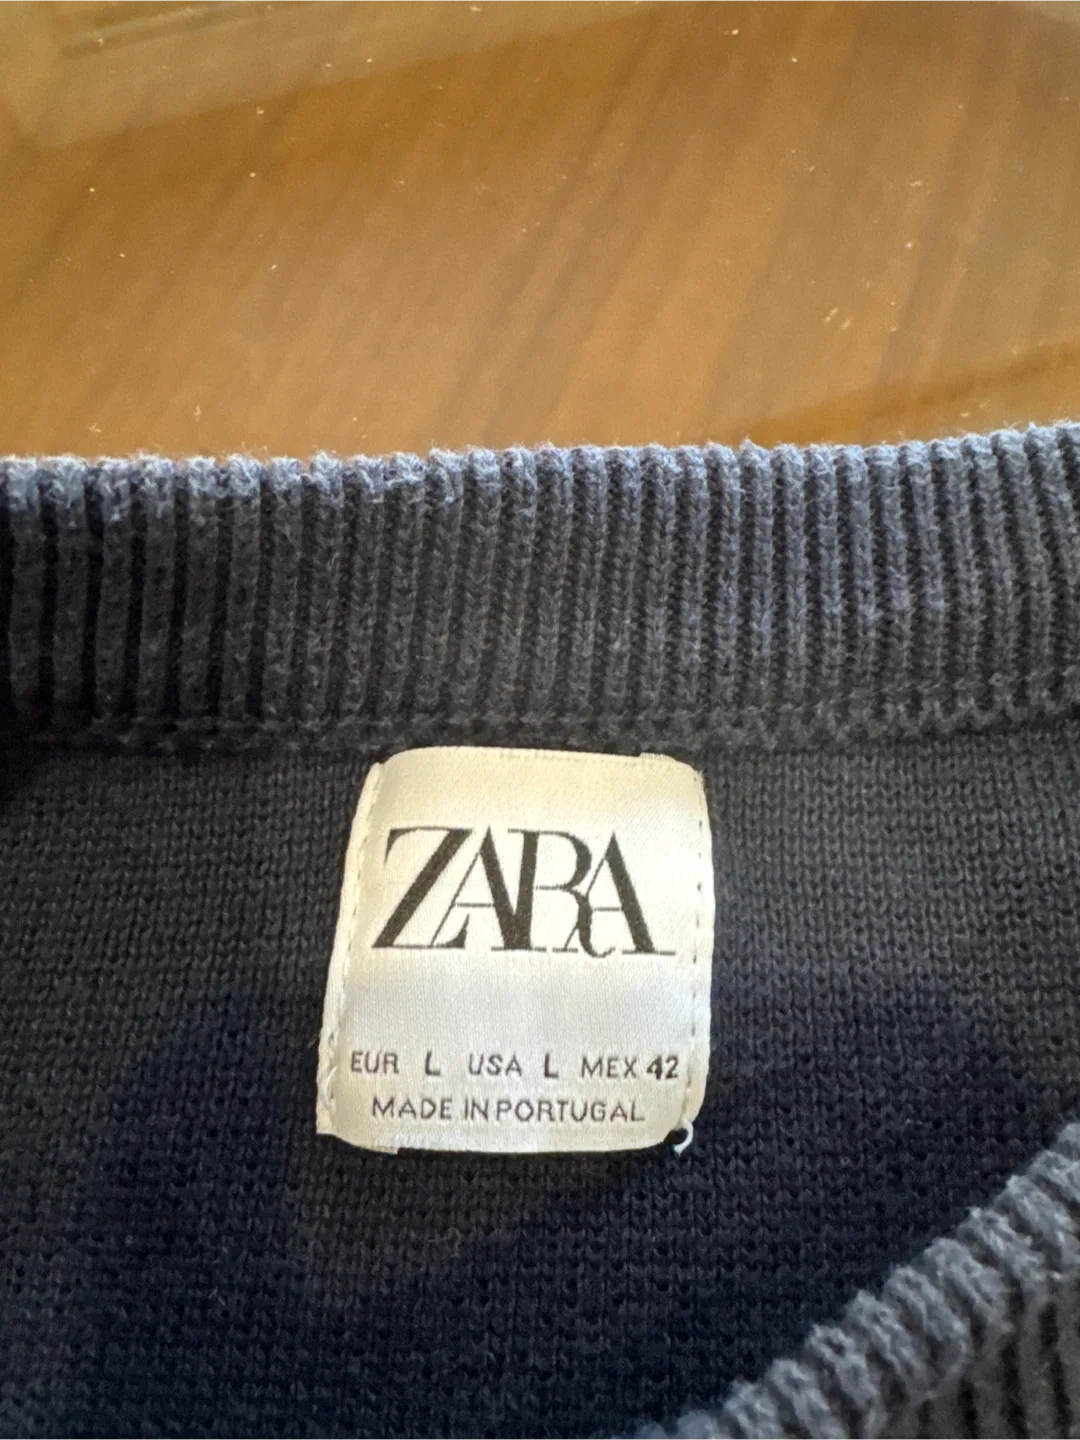 ZARA
EUR L USA L MEX 42
MADE IN PORTUGAL